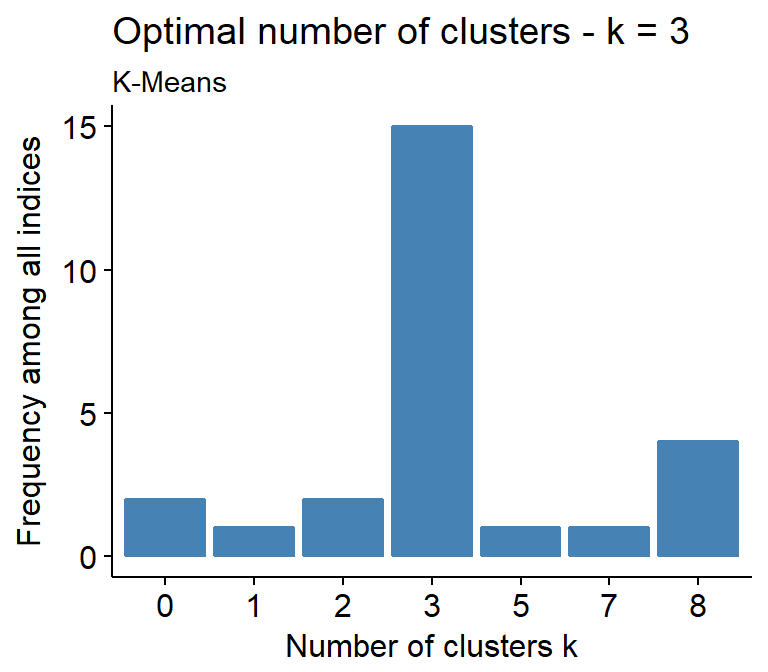 Optimal number of clusters - k = 3
K-Means
Frequency among all indices
15
10
5
0
0 1 2 3 5 7 8
Number of clusters k